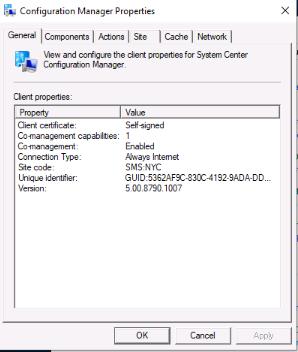 Configuration Manager Properties
General Components Actions Site Cache Network
View and configure the client properties for System Center
Configuration Manager.
Client properties:
Property Value
Client certificate: Self-signed
Co-management capabilities: 1
Co-management: Enabled
Connection Type: Always Internet
Site code: SMS:NYC
Unique identifier: GUID:5362AF9C-830C-4192-9ADA-DD...
Version: 5.00.8790.1007
OK Cancel Apply